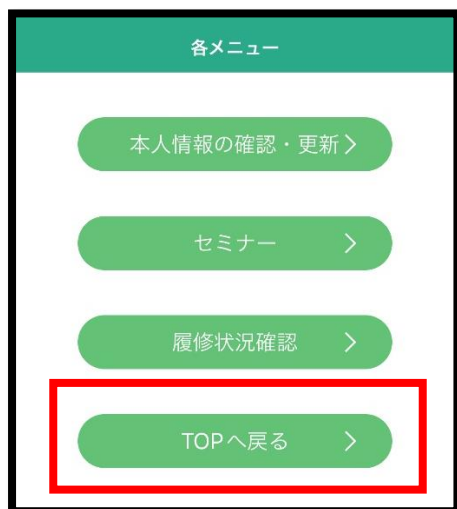 各メニュー
本人情報の確認・更新
セミナー
履修状況確認
TOPへ戻る